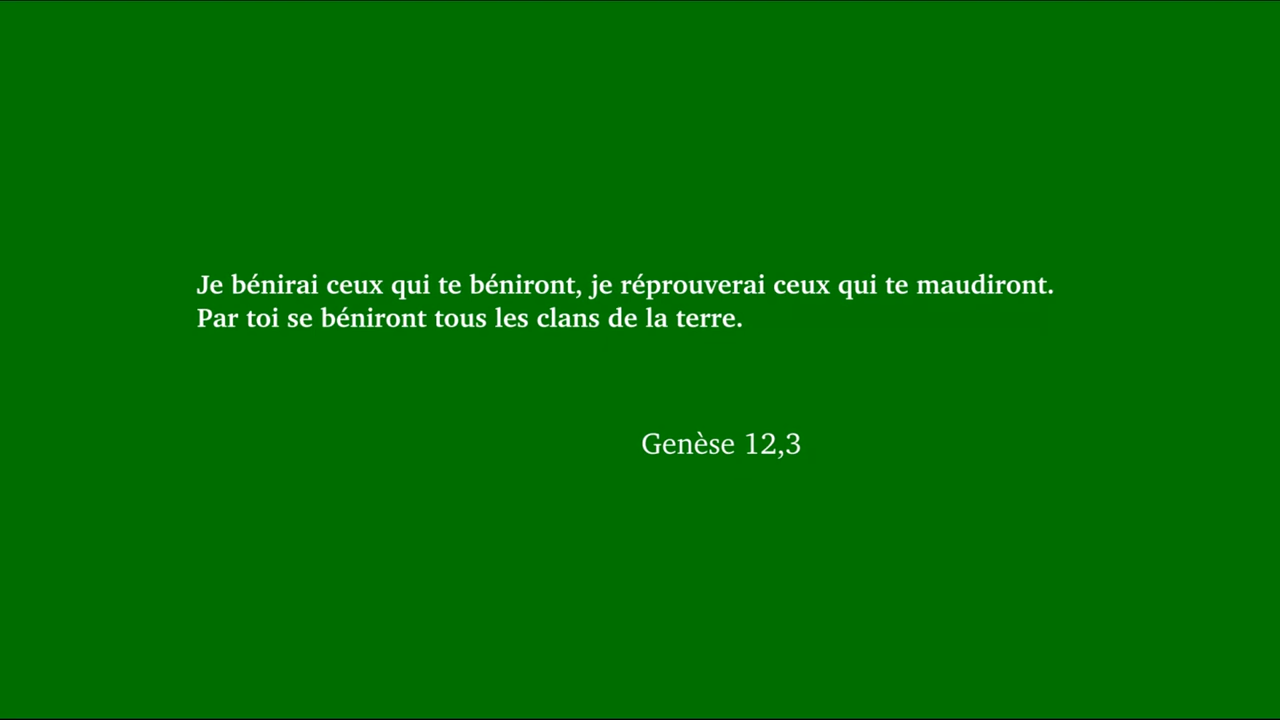 Je bénirai ceux qui te béniront, je réprouverai ceux qui te maudiront.
Par toi se béniront tous les clans de la terre.
Genèse 12,3